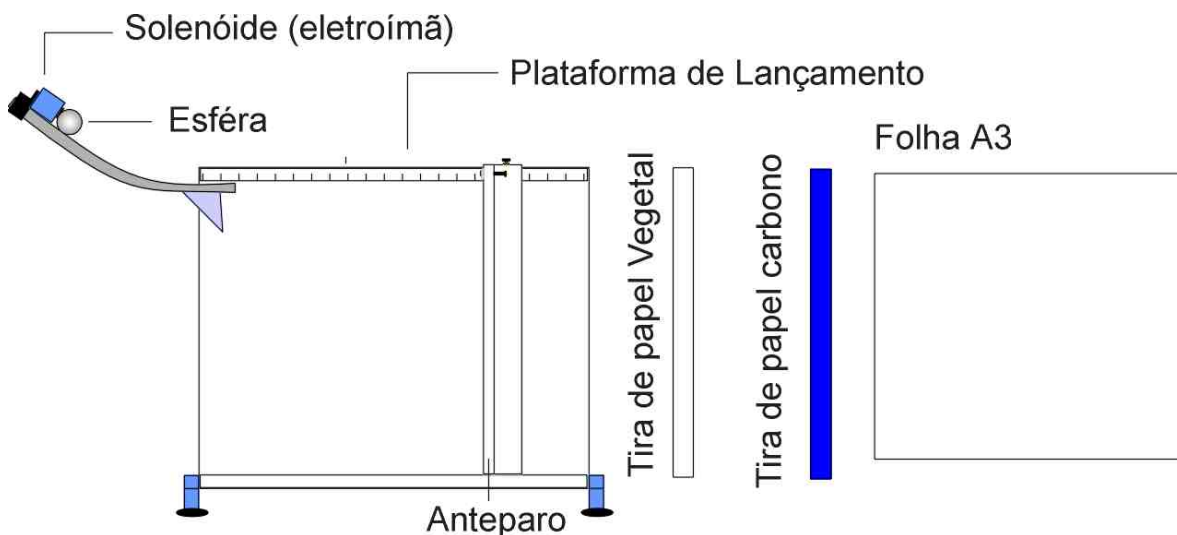 Solenóide (eletroímã)
Plataforma de Lançamento
Esféra
Folha A3
Tira de papel Vegetal
Tira de papel carbono
Anteparo